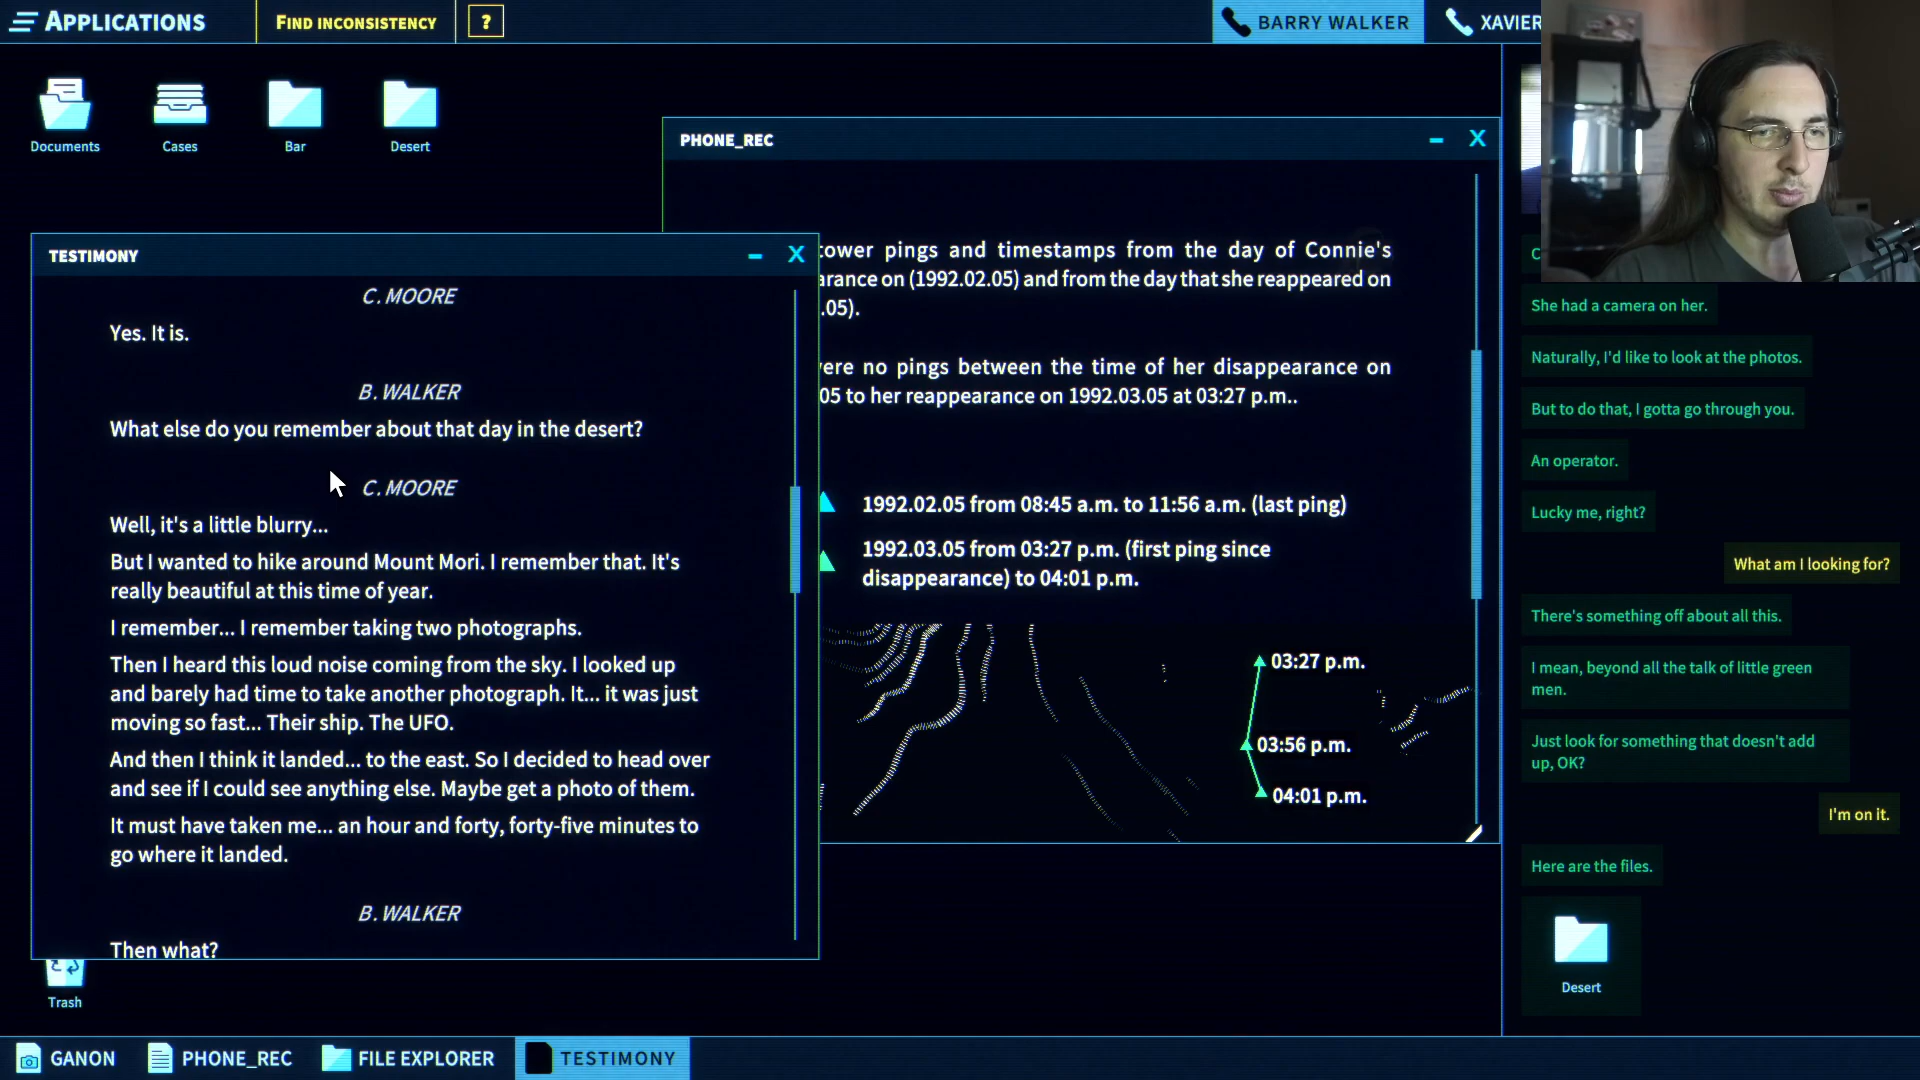 APPLICATIONS
FIND INCONSISTENCY
?
BARRY WALKER
XAVIER
Documents
Cases
Bar
Desert
PHONE_REC
tower pings and timestamps from the day of Connie's
arance on (1992.02.05) and from the day that she reappeared on
.05).
ere no pings between the time of her disappearance on
05 to her reappearance on 1992.03.05 at 03:27 p.m..
1992.02.05 from 08:45 a.m. to 11:56 a.m. (last ping)
1992.03.05 from 03:27 p.m. (first ping since
disappearance) to 04:01 p.m.
03:27 p.m.
03:56 p.m.
04:01 p.m.
TESTIMONY
C. MOORE
Yes. It is.
B. WALKER
What else do you remember about that day in the desert?
C. MOORE
Well, it's a little blurry...
But I wanted to hike around Mount Mori. I remember that. It's
really beautiful at this time of year.
I remember... I remember taking two photographs.
Then I heard this loud noise coming from the sky. I looked up
and barely had time to take another photograph. It... it was just
moving so fast... Their ship. The UFO.
And then I think it landed... to the east. So I decided to head over
and see if I could see anything else. Maybe get a photo of them.
It must have taken me... an hour and forty, forty-five minutes to
go where it landed.
B. WALKER
Then what?
She had a camera on her.
Naturally, I'd like to look at the photos.
But to do that, I gotta go through you.
An operator.
Lucky me, right?
What am I looking for?
There's something off about all this.
I mean, beyond all the talk of little green
men.
Just look for something that doesn't add
up, OK?
I'm on it.
Here are the files.
Desert
Trash
GANON
PHONE_REC
FILE EXPLORER
TESTIMONY